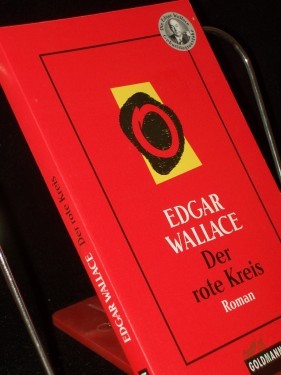 EDGAR
WALLACE
Der
rote Kreis
Roman
GOLDMANN
EDGAR WALLACE Der rote Kreis